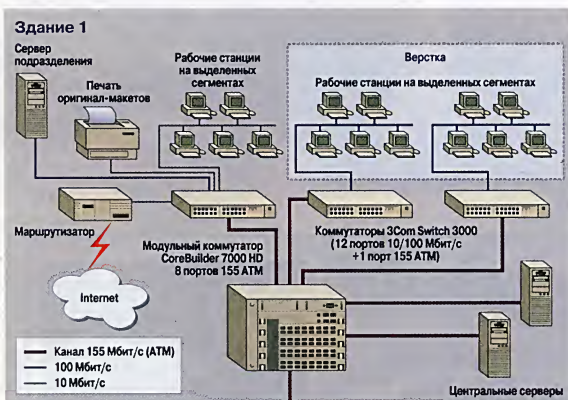 Здание 1
Сервер
подразделения
Печать
оригинал-макетов
Рабочие станции
на выделенных
сегментах
Верстка
Рабочие станции на выделенных сегментах
Маршрутизатор
Internet
Модульный коммутатор
CoreBuilder 7000 HD
8 портов 155 ATM
Коммутаторы 3Com Switch 3000
(12 портов 10/100 Мбит/с
+1 порт 155 ATM)
Канал 155 Мбит/с (ATM)
100 Мбит/с
10 Мбит/с
Центральные серверы